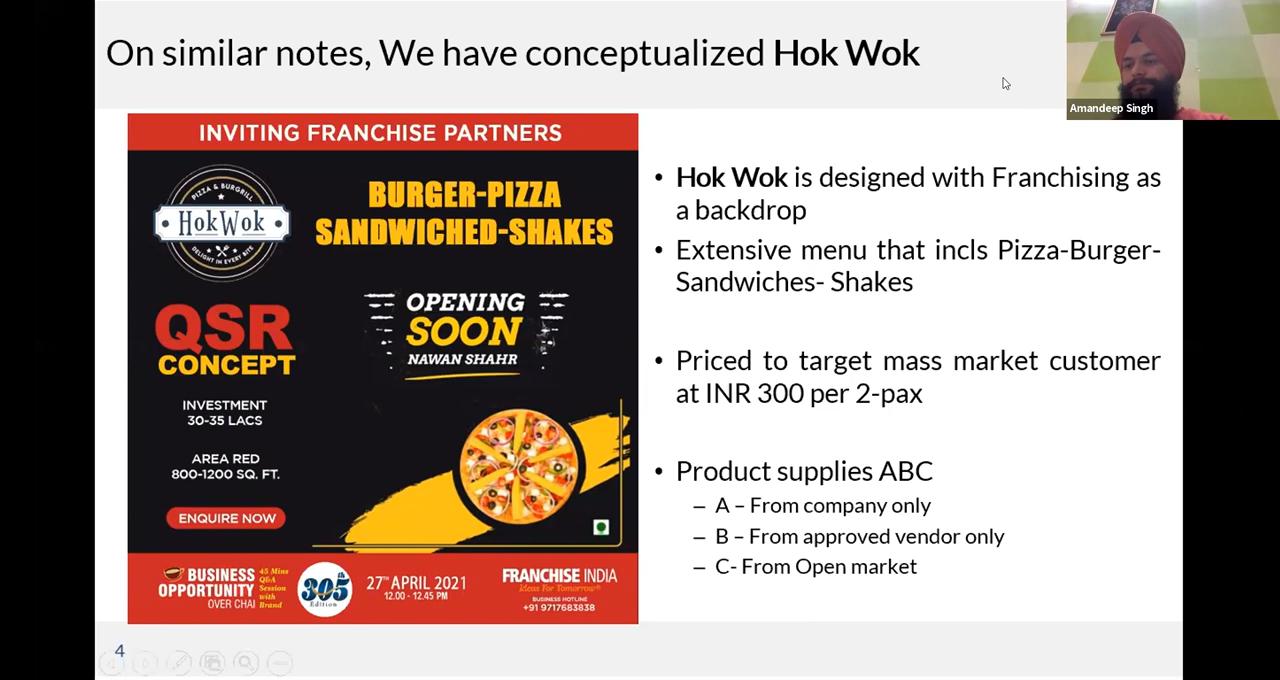 On similar notes, We have conceptualized Hok Wok
Amandeep Singh
INVITING FRANCHISE PARTNERS
PIZZA & BURGRILL
HokWok
DELIGHT IN EVERY BITE
BURGER-PIZZA
SANDWICHED-SHAKES
OPENING
SOON
NAWAN SHAHR
QSR
CONCEPT
INVESTMENT
30-35 LACS
AREA RED
800-1200 SQ. FT.
ENQUIRE NOW
BUSINESS
OPPORTUNITY
OVER CHAI
45 Mins
Q&A
Session
with
Brand
305th
Edition
27TH APRIL 2021
12.00 - 12.45 PM
FRANCHISE INDIA
Ideas For Tomorrow®
BUSINESS HOTLINE
+91 9717683838
• Hok Wok is designed with Franchising as
a backdrop
• Extensive menu that incls Pizza-Burger-
Sandwiches- Shakes
• Priced to target mass market customer
at INR 300 per 2-pax
• Product supplies ABC
– A – From company only
– B – From approved vendor only
– C- From Open market
4